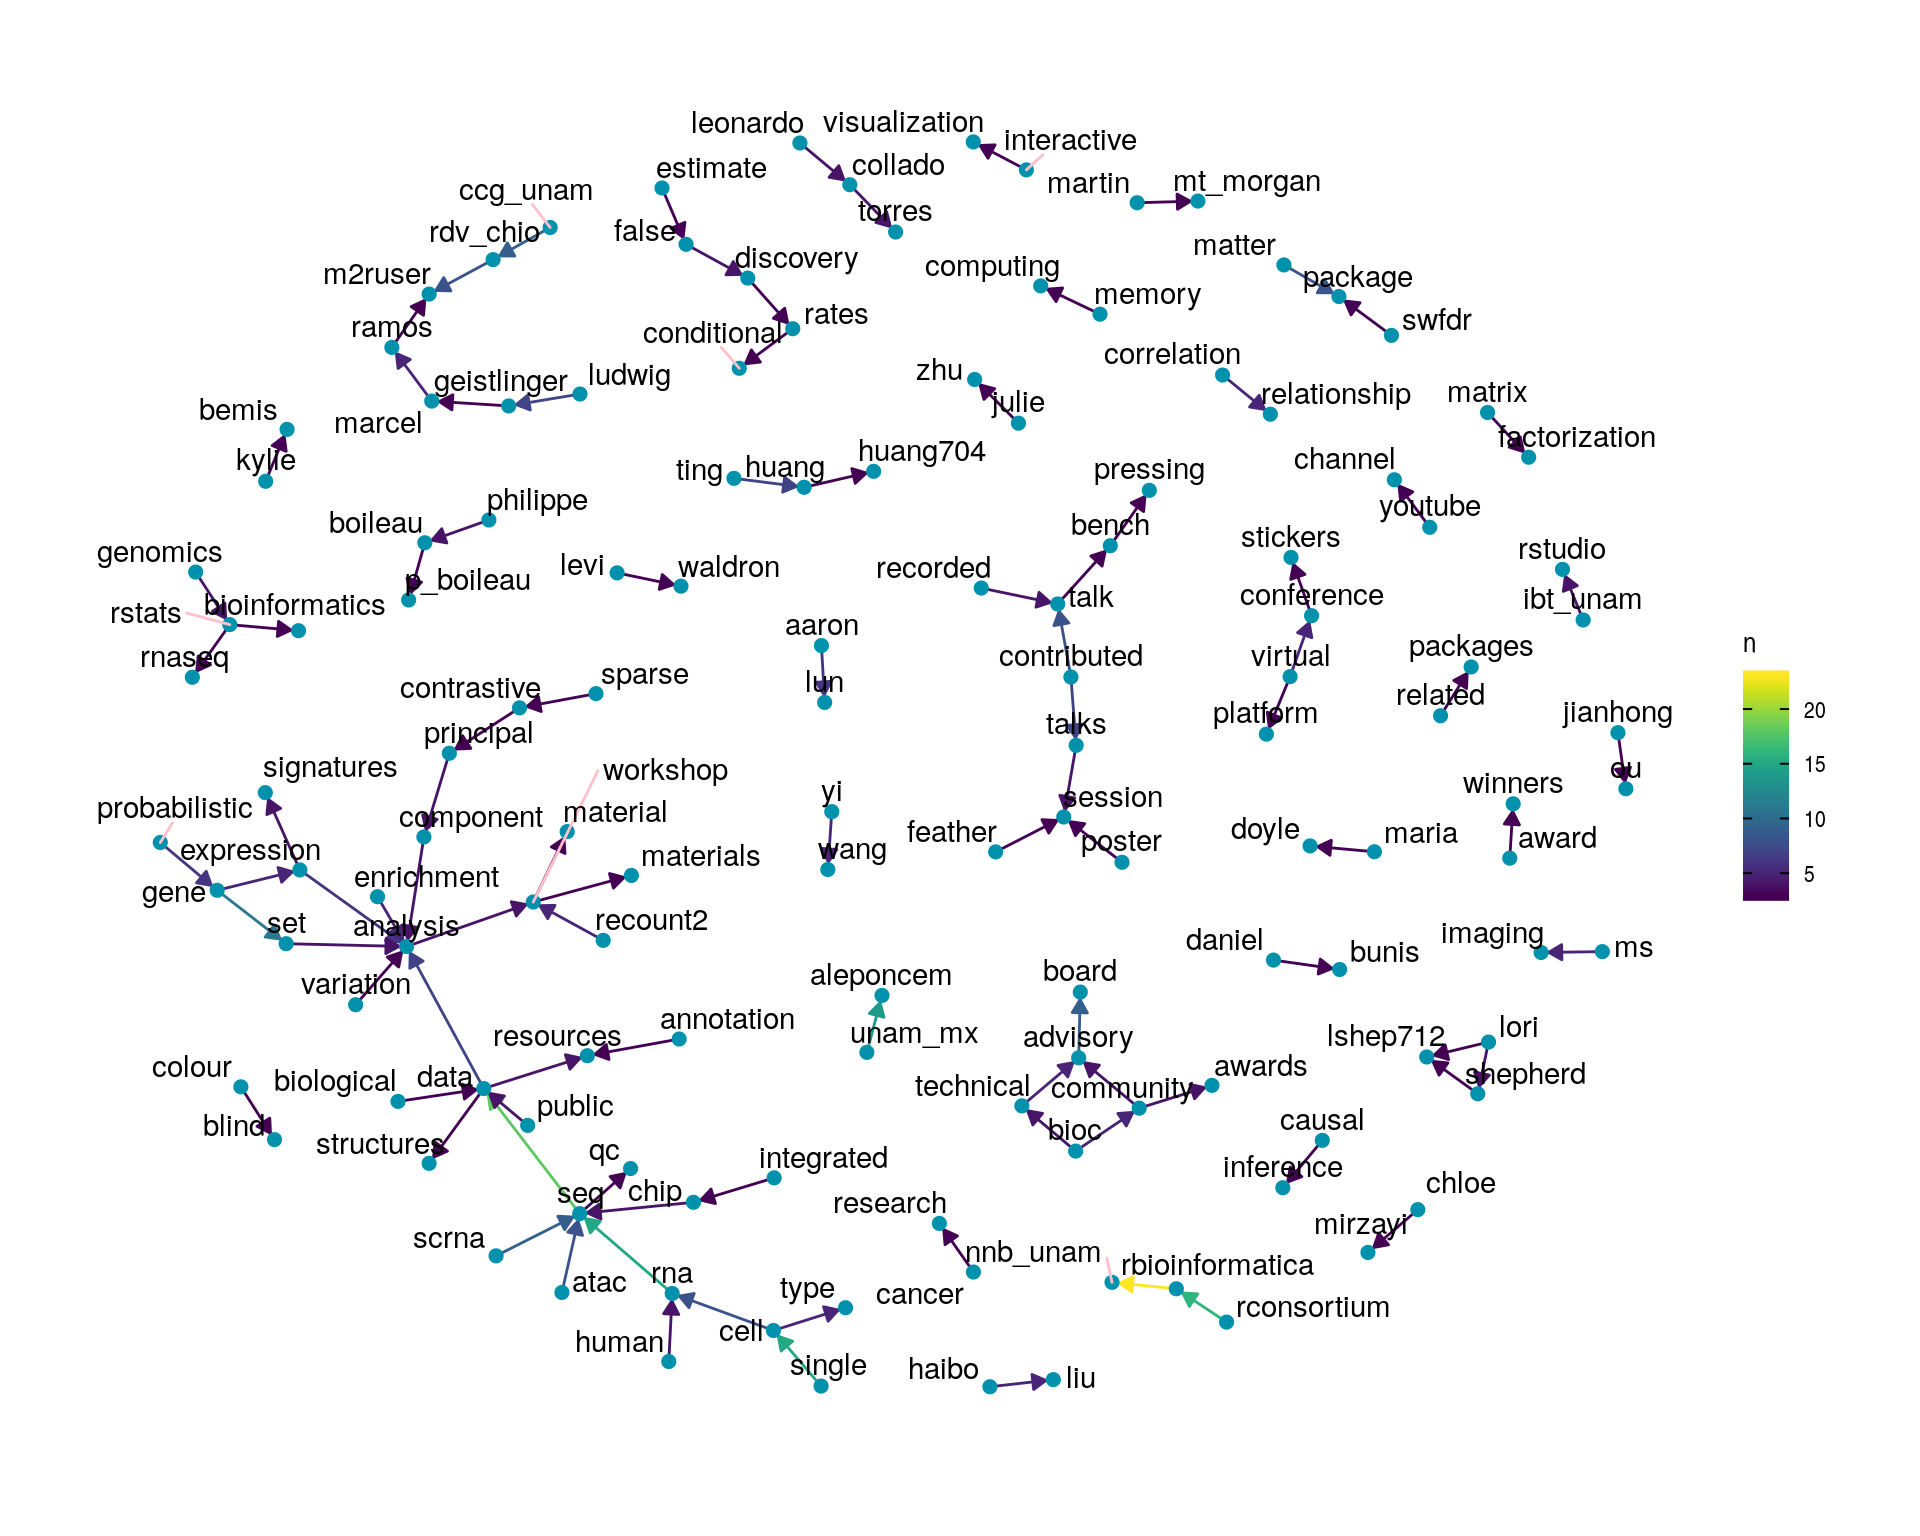 leonardo
visualization
interactive
estimate
collado
martin
mt_morgan
ccg_unam
torres
rdv_chio
false
matter
discovery
computing
package
m2ruser
memory
ramos
conditional
rates
swfdr
correlation
geistlinger
ludwig
zhu
relationship
matrix
bemis
marcel
julie
factorization
kylie
ting
huang
huang704
pressing
channel
philippe
youtube
boileau
bench
stickers
genomics
levi
waldron
recorded
rstudio
p_boileau
talk
conference
ibt_unam
rstats
bioinformatics
aaron
rnaseq
contributed
virtual
packages
sparse
contrastive
lun
related
principal
talks
platform
jianhong
signatures
workshop
qu
probabilistic
component
material
yi
session
winners
expression
feather
poster
doyle
maria
award
enrichment
materials
wang
gene
set
analysis
recount2
daniel
bunis
imaging
ms
variation
aleponcem
board
resources
annotation
unam_mx
advisory
lshep712
lori
colour
biological
data
technical
community
awards
shepherd
blind
public
bioc
causal
structures
qc
integrated
inference
seq
chip
research
chloe
scrna
mirzayi
atac
rna
nnb_unam
rbioinformatica
type
cancer
rconsortium
human
cell
single
haibo
liu
n
20
15
10
5